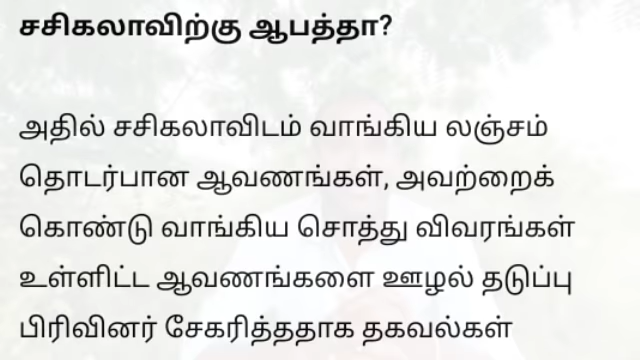 சசிகலாவிற்கு ஆபத்தா?
அதில் சசிகலாவிடம் வாங்கிய லஞ்சம்
தொடர்பான ஆவணங்கள், அவற்றைக்
கொண்டு வாங்கிய சொத்து விவரங்கள்
உள்ளிட்ட ஆவணங்களை ஊழல் தடுப்பு
பிரிவினர் சேகரித்ததாக தகவல்கள்